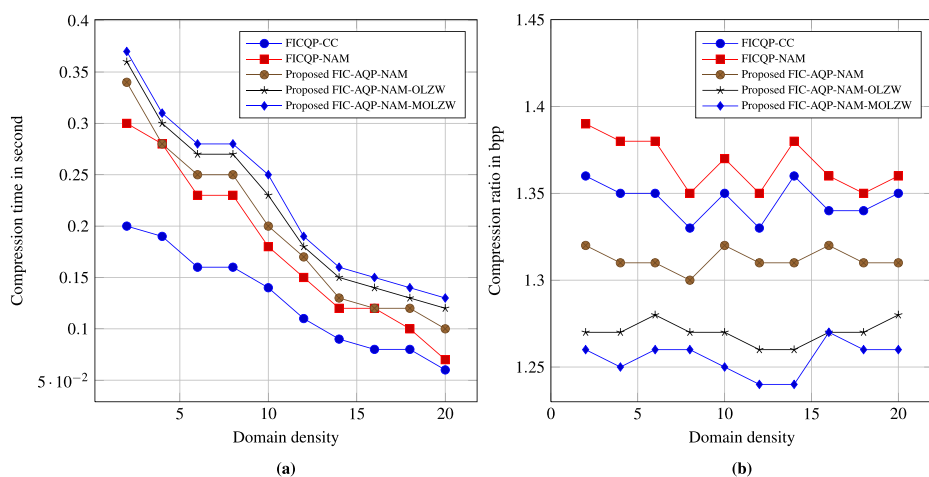 0.4
0.35
0.3
0.25
0.2
0.15
0.1
5 · 10⁻²
5
10
15
20
Compression time in second
Domain density
FICQP-CC
FICQP-NAM
Proposed FIC-AQP-NAM
Proposed FIC-AQP-NAM-OLZW
Proposed FIC-AQP-NAM-MOLZW
(a)
1.45
1.4
1.35
1.3
1.25
0
5
10
15
20
Compression ratio in bpp
Domain density
FICQP-CC
FICQP-NAM
Proposed FIC-AQP-NAM
Proposed FIC-AQP-NAM-OLZW
Proposed FIC-AQP-NAM-MOLZW
(b)